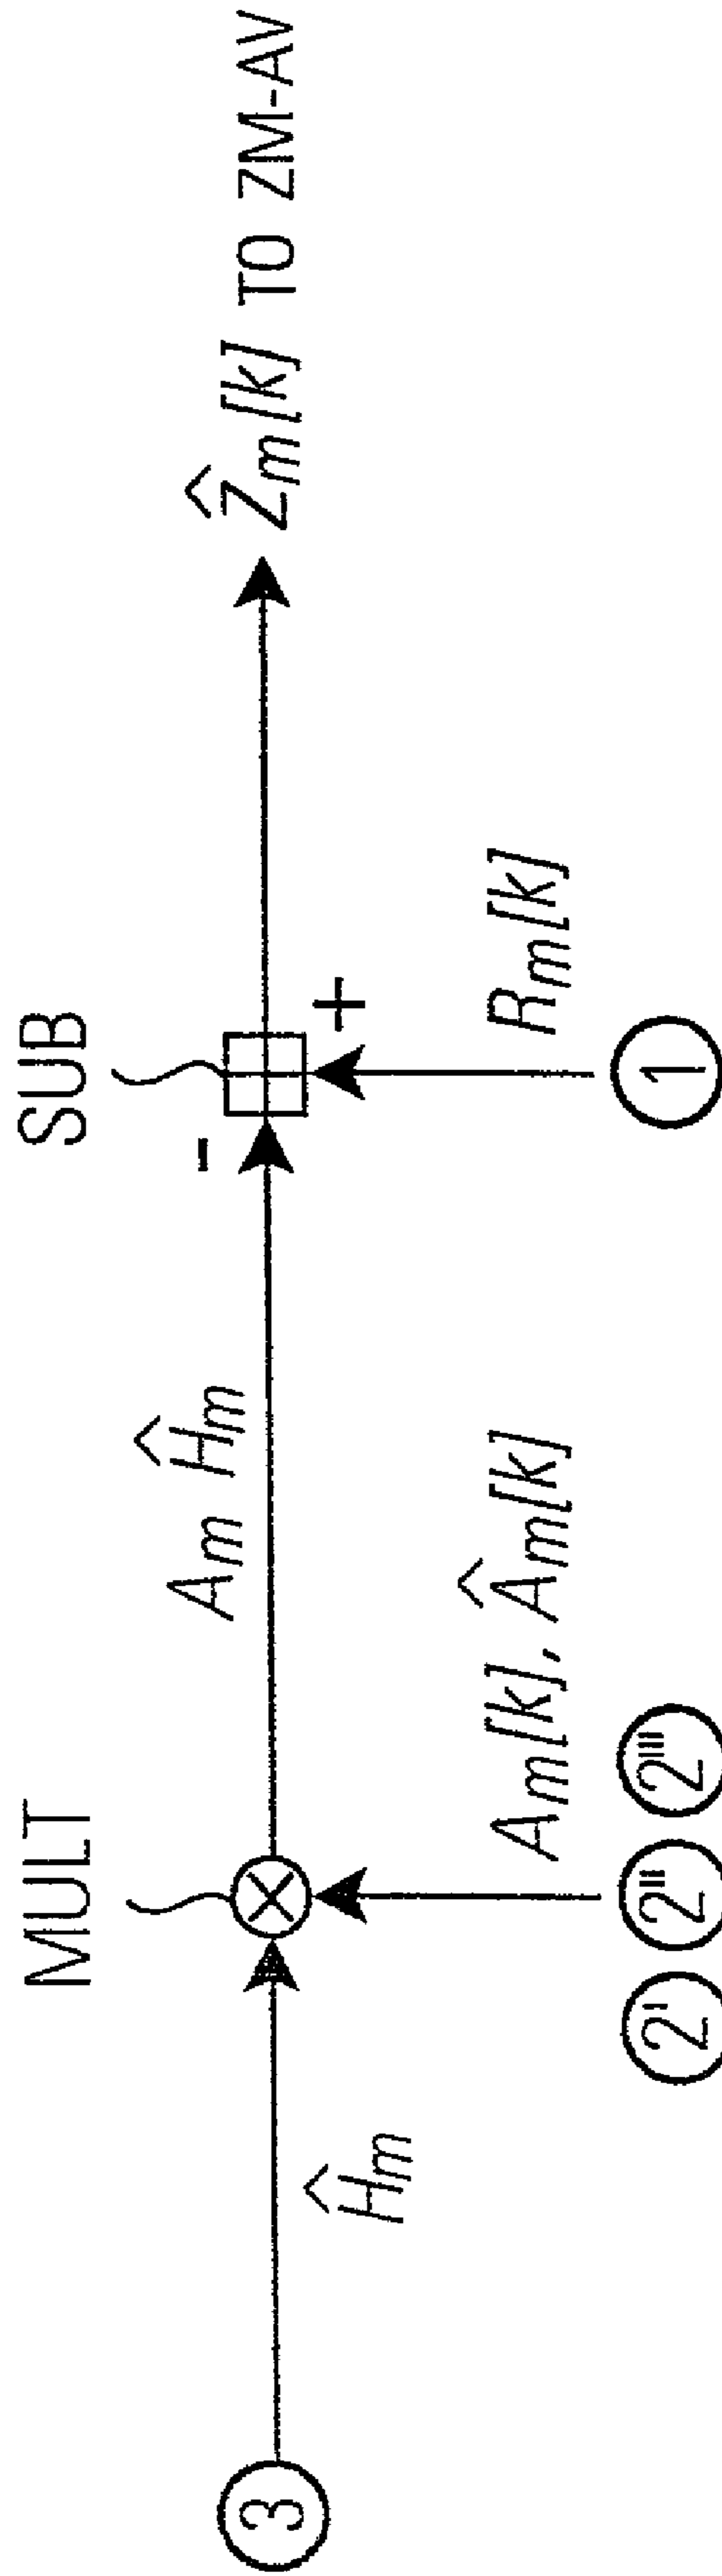 MULT
SUB
3
Ĥm
Am Ĥm
-
+
Ẑm[k] TO ZM-AV
Am[k], Âm[k]
Rm[k]
2' 2'' 2'''
1